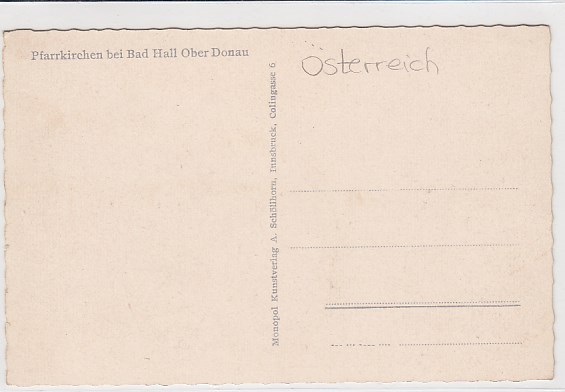 Pfarrkirchen bei Bad Hall Ober Donau
Monopol Kunstverlag A. Schöllhorn, Innsbruck, Colingasse 6
Österreich